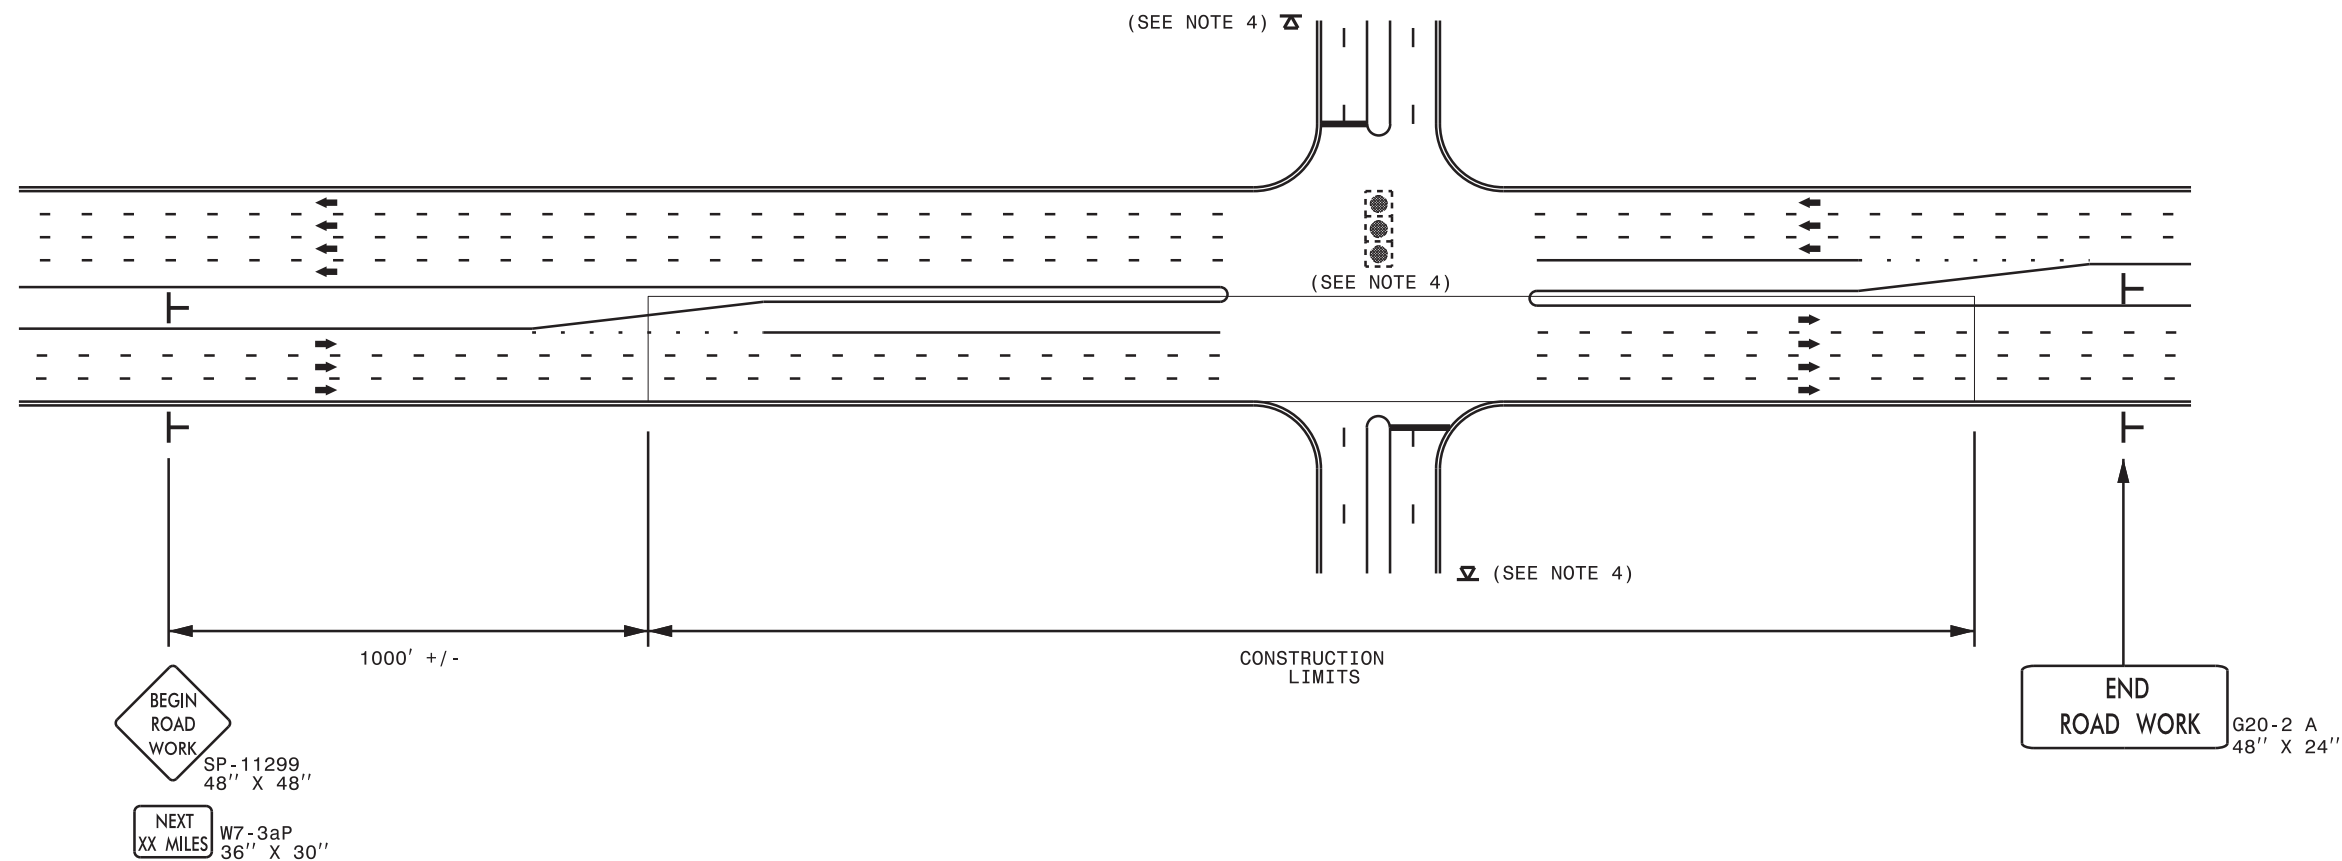 (SEE NOTE 4)
(SEE NOTE 4)
(SEE NOTE 4)
1000' +/-
CONSTRUCTION
LIMITS
BEGIN
ROAD
WORK
SP-11299
48'' X 48''
NEXT
XX MILES
W7-3aP
36'' X 30''
END
ROAD WORK
G20-2 A
48'' X 24''